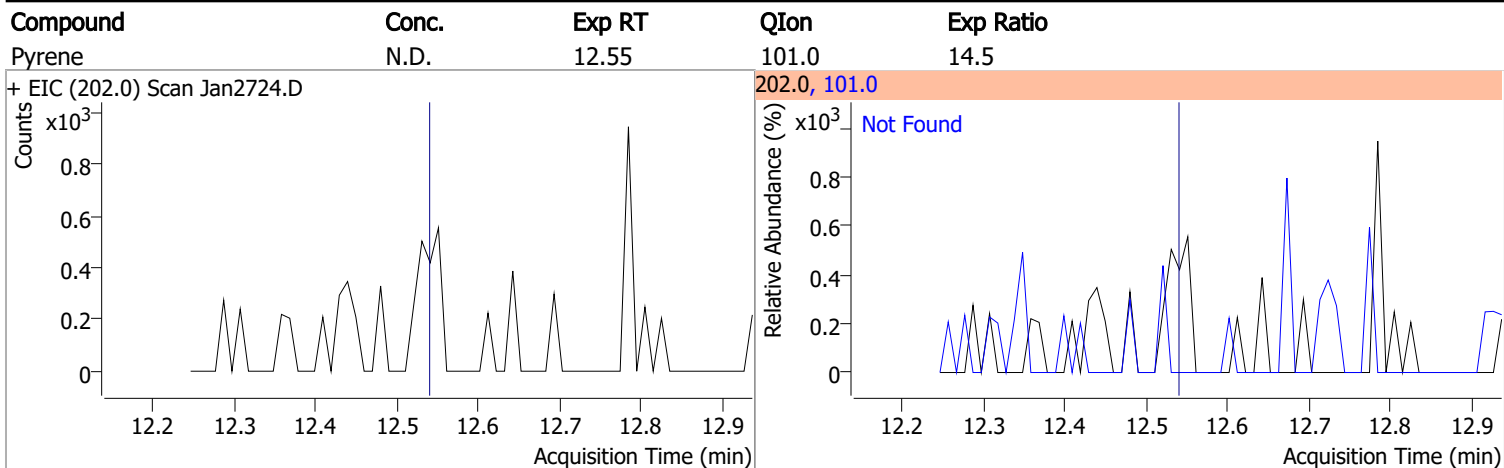 Compound Conc. Exp RT QIon Exp Ratio
Pyrene N.D. 12.55 101.0 14.5
+ EIC (202.0) Scan Jan2724.D
Counts
x10³
0.8
0.6
0.4
0.2
0
12.2 12.3 12.4 12.5 12.6 12.7 12.8 12.9
Acquisition Time (min)
202.0, 101.0
Relative Abundance (%)
x10³
Not Found
0.8
0.6
0.4
0.2
0
12.2 12.3 12.4 12.5 12.6 12.7 12.8 12.9
Acquisition Time (min)